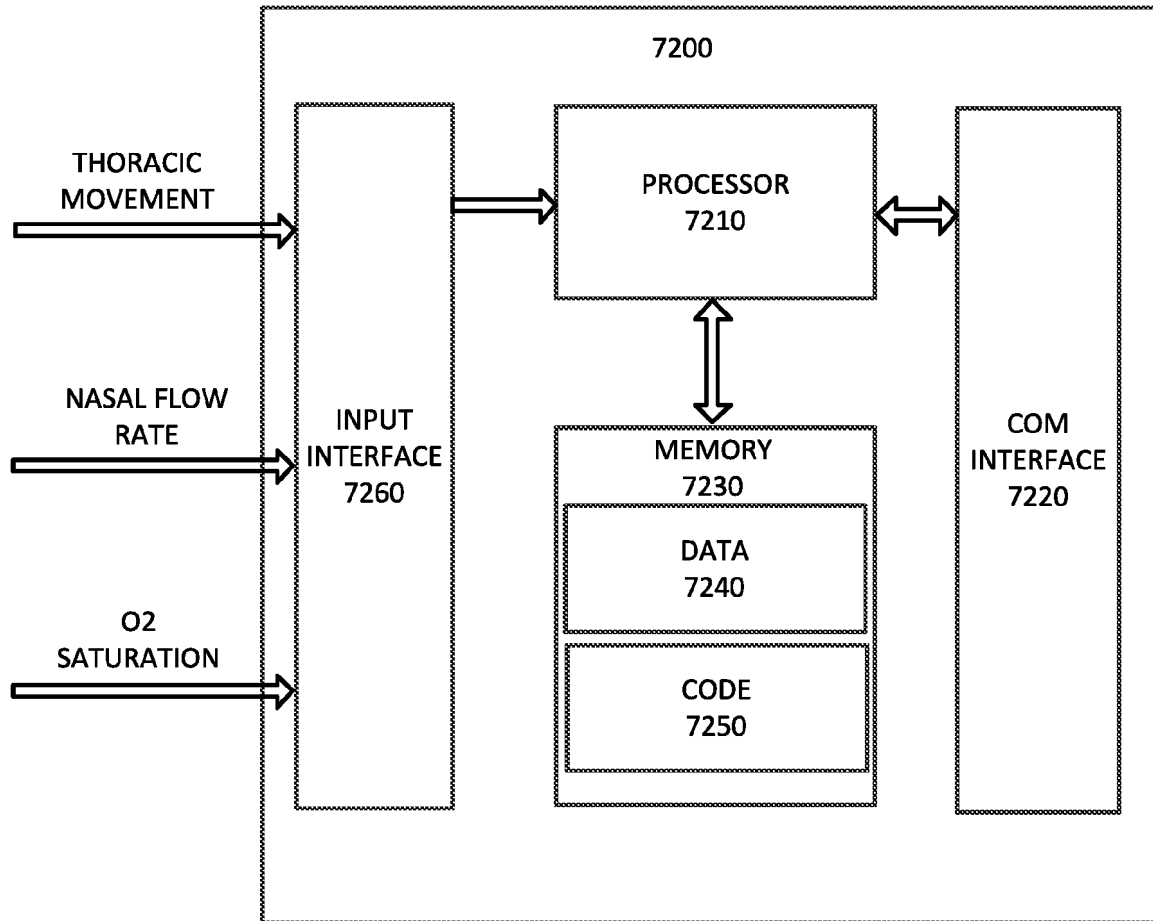 7200
THORACIC
MOVEMENT
NASAL FLOW
RATE
O2
SATURATION
INPUT
INTERFACE
7260
PROCESSOR
7210
MEMORY
7230
DATA
7240
CODE
7250
COM
INTERFACE
7220